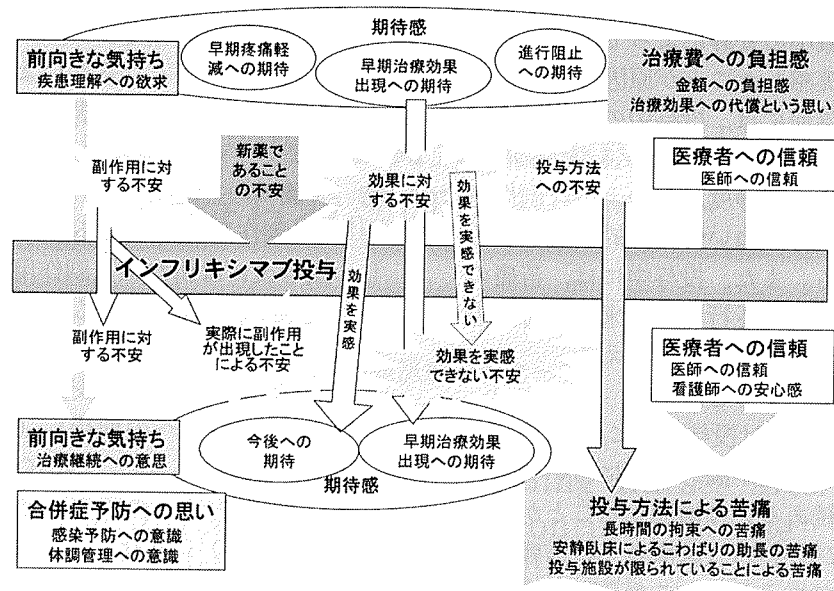 期待感
前向きな気持ち
疾患理解への欲求
早期疼痛軽
減への期待
早期治療効果
出現への期待
進行阻止
への期待
治療費への負担感
金額への負担感
治療効果への代償という思い
副作用に対
する不安
新薬で
あること
の不安
効果に対
する不安
効果を実感できない
投与方法
への不安
医療者への信頼
医師への信頼
インフリキシマブ投与
効果を実感
副作用に対
する不安
実際に副作用
が出現したこと
による不安
効果を実感
できない不安
医療者への信頼
医師への信頼
看護師への安心感
前向きな気持ち
治療継続への意思
今後への
期待
早期治療効果
出現への期待
期待感
合併症予防への思い
感染予防への意識
体調管理への意識
投与方法による苦痛
長時間の拘束への苦痛
安静臥床によるこわばりの助長の苦痛
投与施設が限られていることによる苦痛